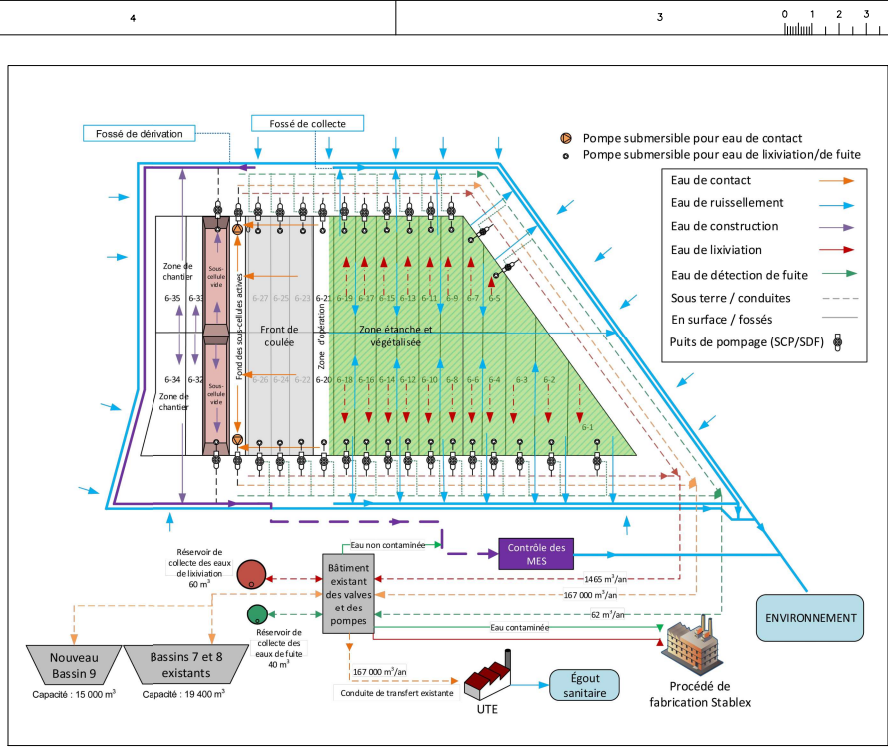 4
3
0 1 2 3
Fossé de dérivation
Fossé de collecte
Pompe submersible pour eau de contact
Pompe submersible pour eau de lixiviation/de fuite
Eau de contact
Eau de ruissellement
Eau de construction
Eau de lixiviation
Eau de détection de fuite
Sous terre / conduites
En surface / fossés
Puits de pompage (SCP/SDF)
Zone de
chantier
6-35
6-33
Sous-
cellule
vide
Fond des sous-cellules actives
6-27
6-25
6-23
6-21
6-19
6-17
6-15
6-13
6-11
6-9
6-7
6-5
Front de
coulée
Zone d'opération
Zone étanche et
végétalisée
6-34
6-32
Zone de
chantier
Sous-
cellule
vide
6-26
6-24
6-22
6-20
6-18
6-16
6-14
6-12
6-10
6-8
6-6
6-4
6-3
6-2
6-1
Eau non contaminée
Contrôle des
MES
Réservoir de
collecte des eaux
de lixiviation
60 m³
Bâtiment
existant
des valves
et des
pompes
1465 m³/an
167 000 m³/an
62 m³/an
Eau contaminée
ENVIRONNEMENT
Réservoir de
collecte des
eaux de fuite
40 m³
Nouveau
Bassin 9
Capacité : 15 000 m³
Bassins 7 et 8
existants
Capacité : 19 400 m³
167 000 m³/an
Conduite de transfert existante
UTE
Égout
sanitaire
Procédé de
fabrication Stablex